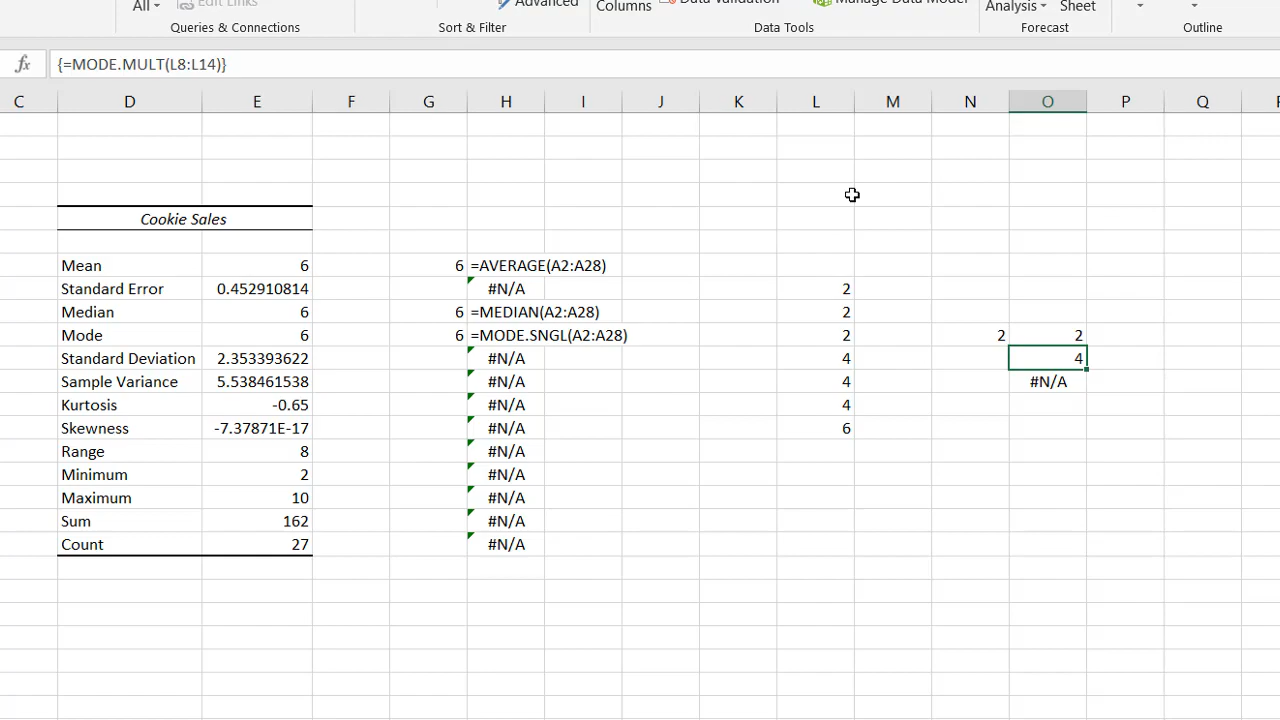 All
Edit Links
Advanced
Columns
Data Validation
Manage Data Model
Analysis
Sheet
Queries & Connections
Sort & Filter
Data Tools
Forecast
Outline
fx
{=MODE.MULT(L8:L14)}
C D E F G H I J K L M N O P Q
Cookie Sales
Mean 6 6 =AVERAGE(A2:A28)
Standard Error 0.452910814 #N/A 2
Median 6 6 =MEDIAN(A2:A28) 2
Mode 6 6 =MODE.SNGL(A2:A28) 2 2 2
Standard Deviation 2.353393622 #N/A 4 4
Sample Variance 5.538461538 #N/A 4 #N/A
Kurtosis -0.65 #N/A 4
Skewness -7.37871E-17 #N/A 6
Range 8 #N/A
Minimum 2 #N/A
Maximum 10 #N/A
Sum 162 #N/A
Count 27 #N/A